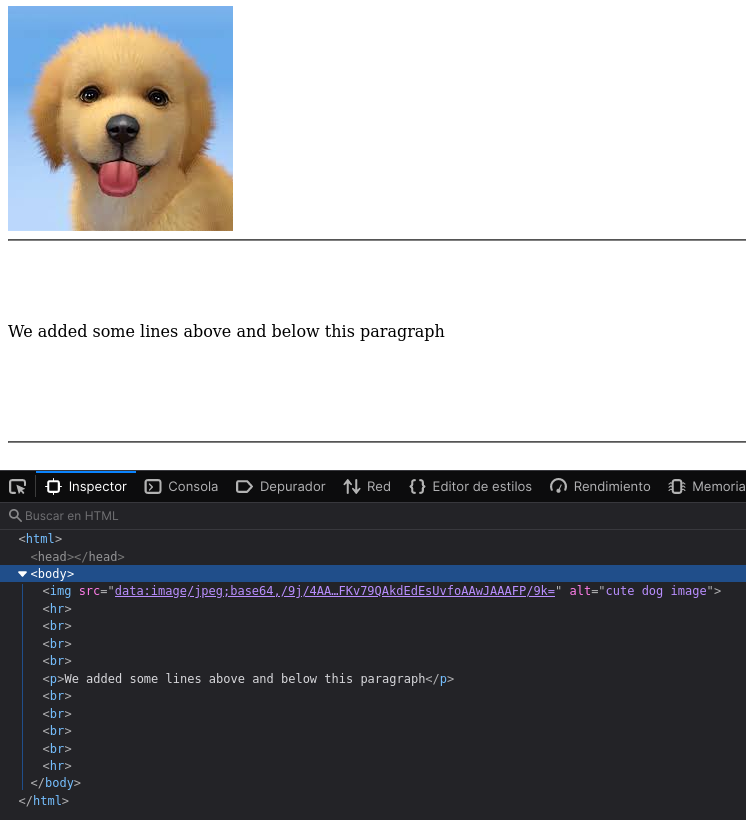 We added some lines above and below this paragraph
Inspector Consola Depurador Red Editor de estilos Rendimiento Memoria
Buscar en HTML
<html>
<head></head>
<body>
<img src="data:image/jpeg;base64,/9j/4AA…FKv79QAkdEdEsUvfoAAwJAAAFP/9k=" alt="cute dog image">
<hr>
<br>
<br>
<br>
<p>We added some lines above and below this paragraph</p>
<br>
<br>
<br>
<br>
<hr>
</body>
</html>